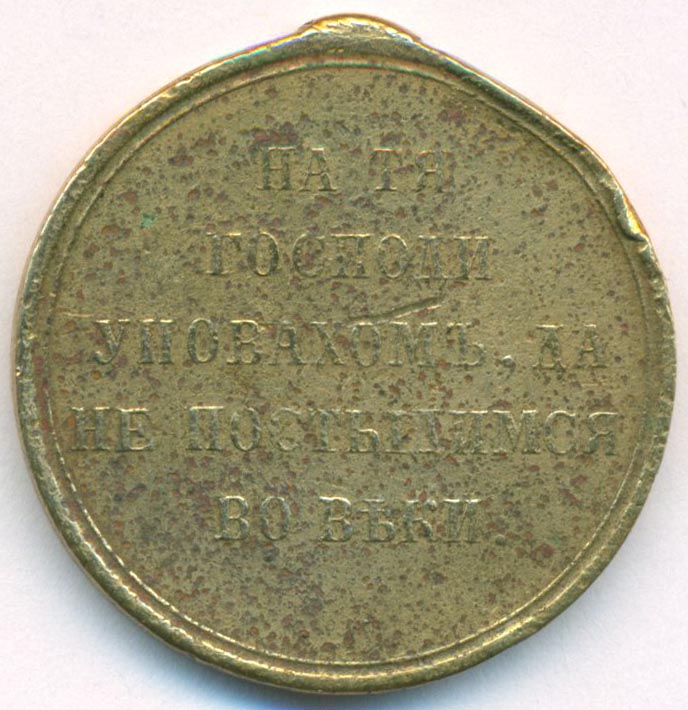 НА ТЯ
ГОСПОДИ
УПОВАХОМЪ, ДА
НЕ ПОСТЫДИМСЯ
ВО ВѢКИ.